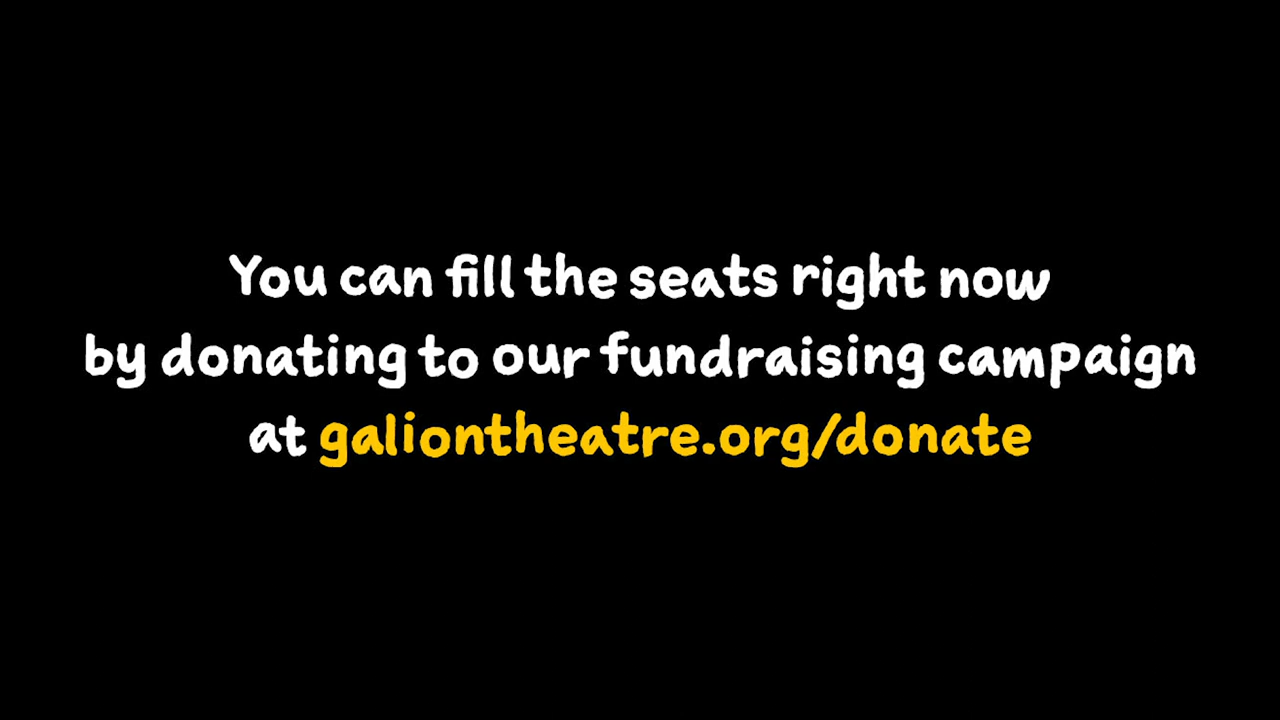 You can fill the seats right now
by donating to our fundraising campaign
at galiontheatre.org/donate